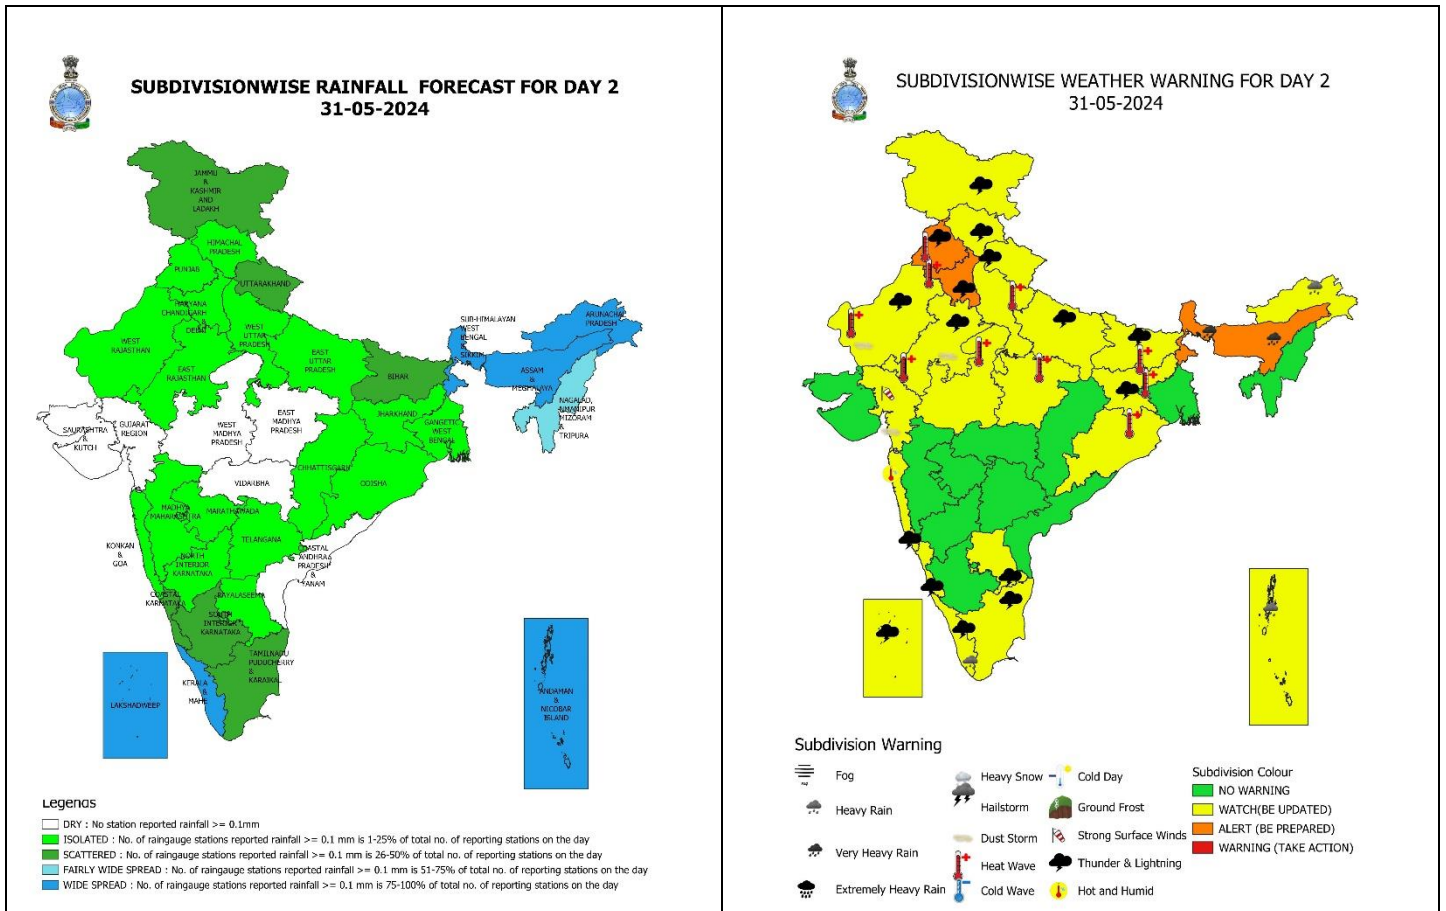 SUBDIVISIONWISE RAINFALL FORECAST FOR DAY 2
31-05-2024
JAMMU
&
KASHMIR
AND
LADAKH
HIMACHAL
PRADESH
PUNJAB
UTTARAKHAND
HARYANA
CHANDIGARH
DELHI
WEST
UTTAR
PRADESH
WEST
RAJASTHAN
EAST
RAJASTHAN
EAST
UTTAR
PRADESH
BIHAR
SUB-HIMALAYAN
WEST
BENGAL
&
SIKKIM
ARUNACHAL
PRADESH
ASSAM
&
MEGHALAYA
NAGALAD,
MANIPUR
MIZORAM
&
TRIPURA
JHARKHAND
GANGETIC
WEST
BENGAL
SAURASHTRA
&
KUTCH
GUJARAT
REGION
WEST
MADHYA
PRADESH
EAST
MADHYA
PRADESH
CHHATTISGARH
ODISHA
VIDARBHA
MADHYA
MAHARASHTRA
MARATHAWADA
TELANGANA
KONKAN
&
GOA
NORTH
INTERIOR
KARNATAKA
COASTAL
ANDHRA
PRADESH
&
YANAM
COASTAL
KARNATAKA
RAYALASEEMA
SOUTH
INTERIOR
KARNATAKA
TAMILNADU
PUDUCHERRY
&
KARAIKAL
KERALA
&
MAHE
LAKSHADWEEP
ANDAMAN
&
NICOBAR
ISLAND
Legends
DRY : No station reported rainfall >= 0.1mm
ISOLATED : No. of raingauge stations reported rainfall >= 0.1 mm is 1-25% of total no. of reporting stations on the day
SCATTERED : No. of raingauge stations reported rainfall >= 0.1 mm is 26-50% of total no. of reporting stations on the day
FAIRLY WIDE SPREAD : No. of raingauge stations reported rainfall >= 0.1 mm is 51-75% of total no. of reporting stations on the day
WIDE SPREAD : No. of raingauge stations reported rainfall >= 0.1 mm is 75-100% of total no. of reporting stations on the day
SUBDIVISIONWISE WEATHER WARNING FOR DAY 2
31-05-2024
Subdivision Warning
Fog
Heavy Rain
Very Heavy Rain
Extremely Heavy Rain
Heavy Snow
Hailstorm
Dust Storm
Heat Wave
Cold Wave
Cold Day
Ground Frost
Strong Surface Winds
Thunder & Lightning
Hot and Humid
Subdivision Colour
NO WARNING
WATCH(BE UPDATED)
ALERT (BE PREPARED)
WARNING (TAKE ACTION)